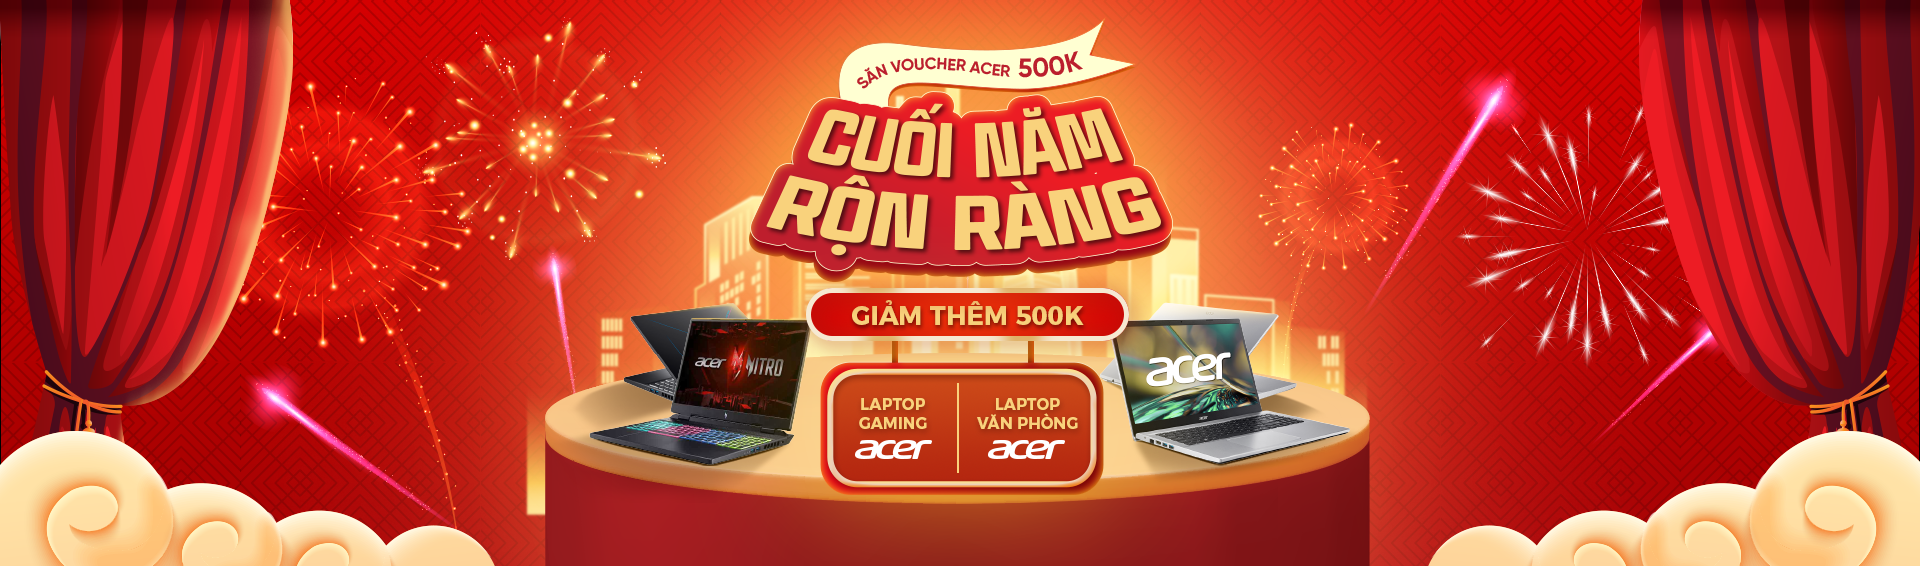 SĂN VOUCHER ACER 500K
CUỐI NĂM
RỘN RÀNG
GIẢM THÊM 500K
acer NITRO
acer
LAPTOP
GAMING
acer
LAPTOP
VĂN PHÒNG
acer